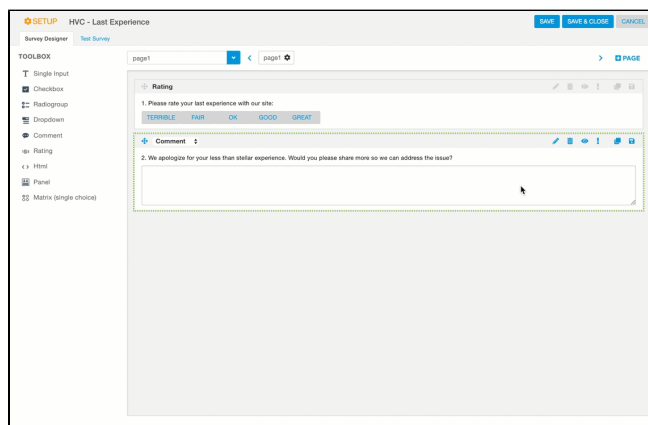 SETUP HVC - Last Experience
SAVE SAVE & CLOSE CANCEL
Survey Designer Test Survey
TOOLBOX
Single Input
Checkbox
Radiogroup
Dropdown
Comment
Rating
Html
Panel
Matrix (single choice)
page1 page1 PAGE
Rating
1. Please rate your last experience with our site:
TERRIBLE FAIR OK GOOD GREAT
Comment
2. We apologize for your less than stellar experience. Would you please share more so we can address the issue?